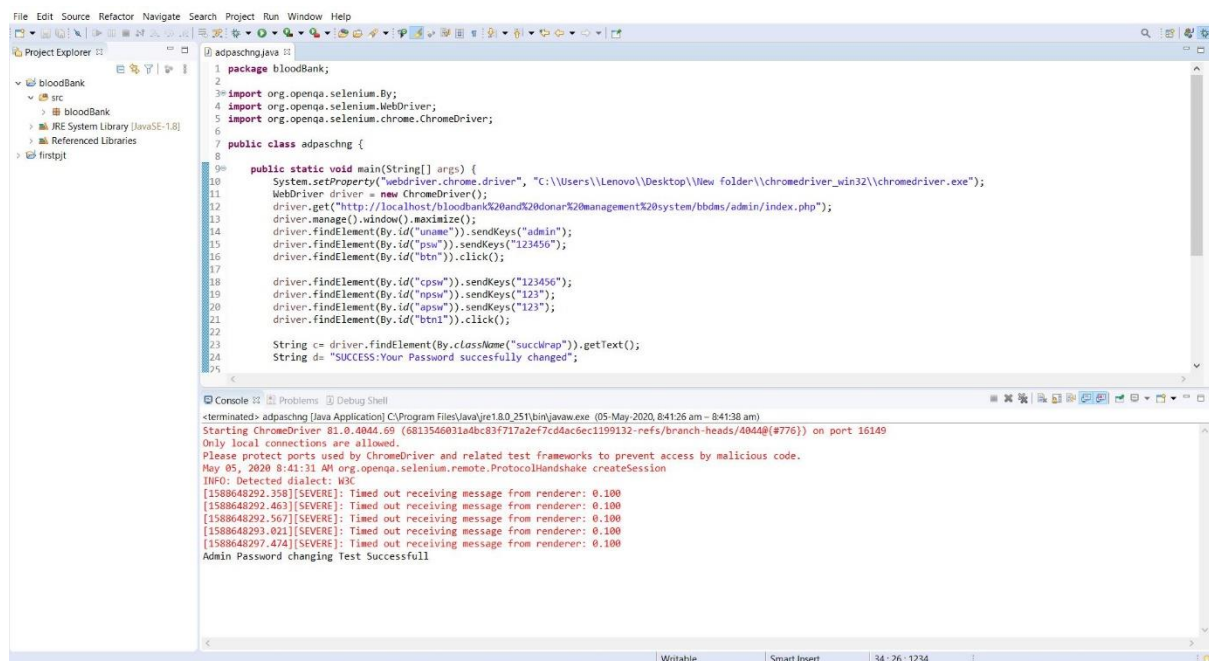 File Edit Source Refactor Navigate Search Project Run Window Help
Project Explorer
bloodBank
src
bloodBank
JRE System Library [JavaSE-1.8]
Referenced Libraries
firstpjt
adpaschng.java
1 package bloodBank;
2
3 import org.openqa.selenium.By;
4 import org.openqa.selenium.WebDriver;
5 import org.openqa.selenium.chrome.ChromeDriver;
6
7 public class adpaschng {
8
9 public static void main(String[] args) {
10 System.setProperty("webdriver.chrome.driver", "C:\\Users\\Lenovo\\Desktop\\New folder\\chromedriver_win32\\chromedriver.exe");
11 WebDriver driver = new ChromeDriver();
12 driver.get("http://localhost/bloodbank%20and%20donar%20management%20system/bbdms/admin/index.php");
13 driver.manage().window().maximize();
14 driver.findElement(By.id("uname")).sendKeys("admin");
15 driver.findElement(By.id("psw")).sendKeys("123456");
16 driver.findElement(By.id("btn")).click();
17
18 driver.findElement(By.id("cpsw")).sendKeys("123456");
19 driver.findElement(By.id("npsw")).sendKeys("123");
20 driver.findElement(By.id("apsw")).sendKeys("123");
21 driver.findElement(By.id("btn1")).click();
22
23 String c= driver.findElement(By.className("succWrap")).getText();
24 String d= "SUCCESS:Your Password succesfully changed";
25
Console Problems Debug Shell
<terminated> adpaschng [Java Application] C:\Program Files\Java\jre1.8.0_251\bin\javaw.exe (05-May-2020, 8:41:26 am – 8:41:38 am)
Starting ChromeDriver 81.0.4044.69 (6813546031a4bc83f717a2ef7cd4ac6ec1199132-refs/branch-heads/4044@{#776}) on port 16149
Only local connections are allowed.
Please protect ports used by ChromeDriver and related test frameworks to prevent access by malicious code.
May 05, 2020 8:41:31 AM org.openqa.selenium.remote.ProtocolHandshake createSession
INFO: Detected dialect: W3C
[1588648292.358][SEVERE]: Timed out receiving message from renderer: 0.100
[1588648292.463][SEVERE]: Timed out receiving message from renderer: 0.100
[1588648292.567][SEVERE]: Timed out receiving message from renderer: 0.100
[1588648293.021][SEVERE]: Timed out receiving message from renderer: 0.100
[1588648297.474][SEVERE]: Timed out receiving message from renderer: 0.100
Admin Password changing Test Successfull
Writable Smart Insert 34 : 26 : 1234